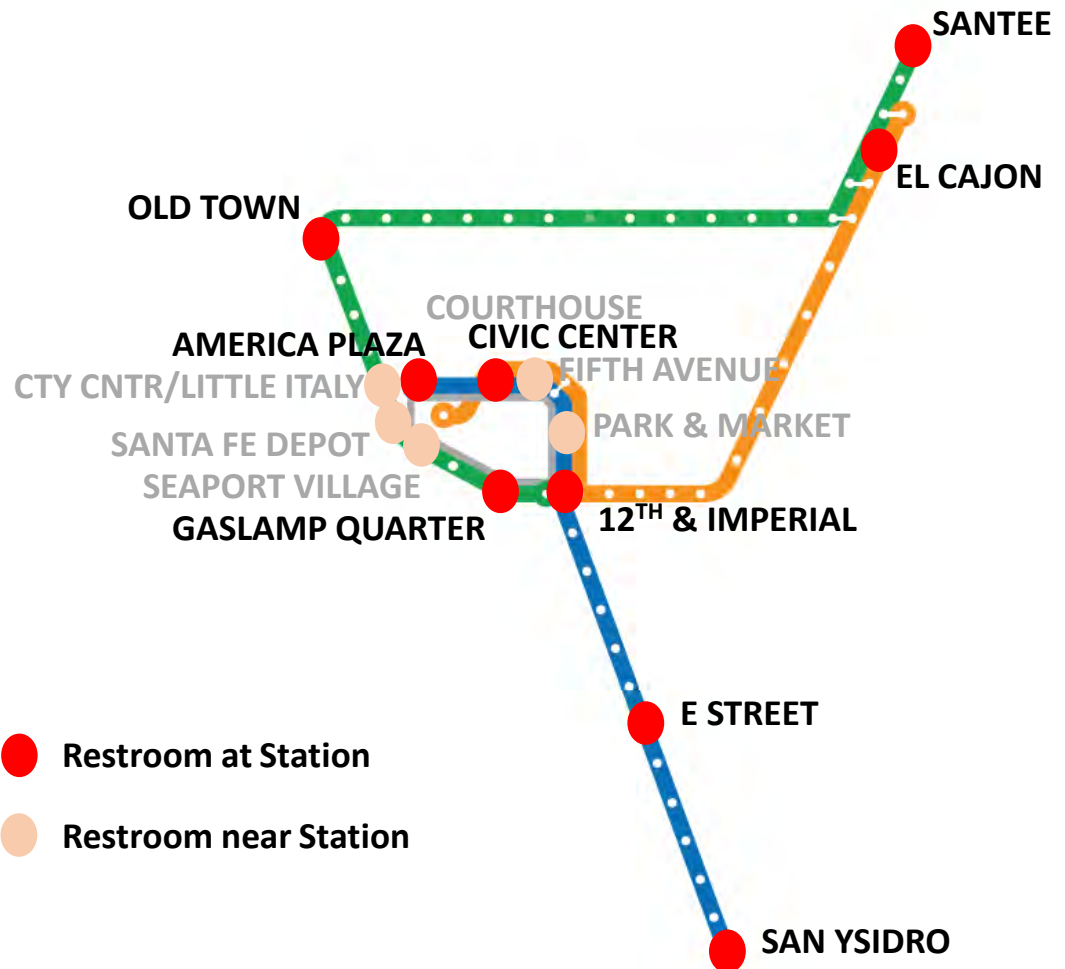 SANTEE
EL CAJON
OLD TOWN
COURTHOUSE
CIVIC CENTER
AMERICA PLAZA
FIFTH AVENUE
CTY CNTR/LITTLE ITALY
PARK & MARKET
SANTA FE DEPOT
SEAPORT VILLAGE
GASLAMP QUARTER
12TH & IMPERIAL
E STREET
Restroom at Station
Restroom near Station
SAN YSIDRO